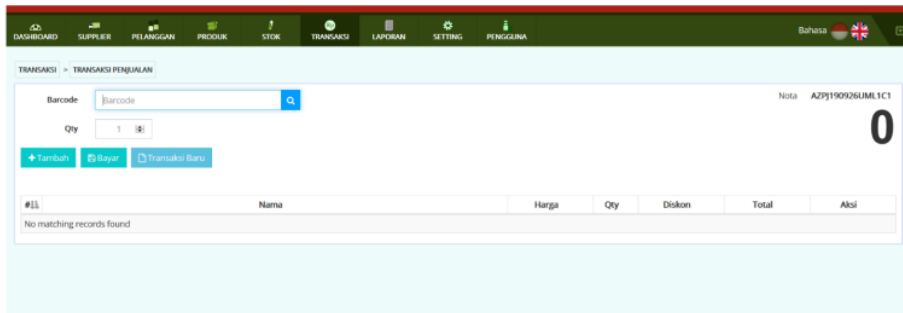 DASHBOARD SUPPLIER PELANGGAN PRODUK STOK TRANSAKSI LAPORAN SETTING PENGGUNA Bahasa
TRANSAKSI > TRANSAKSI PENJUALAN
Barcode Barcode Nota AZPJ190926UML1C1
0
Qty 1
+Tambah Bayar Transaksi Baru
# Nama Harga Qty Diskon Total Aksi
No matching records found